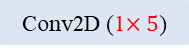 Conv2D (1× 5)